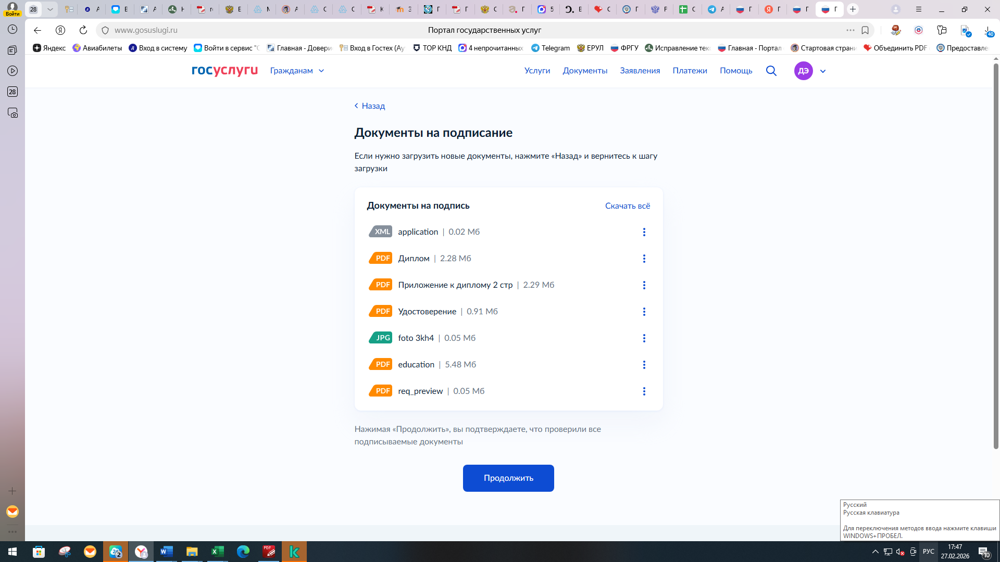 Войти
28
www.gosuslugi.ru
Портал государственных услуг
40
Яндекс
Авиабилеты
Вход в систему
Войти в сервис "С
Главная - Довери
Вход в Гостех (Ау
ТОР КНД
4 непрочитанных
Telegram
ЕРУЛ
ФРГУ
Исправление тек
Главная - Портал
Стартовая страни
Объединить PDF
Предоставле
28
госуслуги
Гражданам
Услуги
Документы
Заявления
Платежи
Помощь
ДЭ
Назад
Документы на подписание
Если нужно загрузить новые документы, нажмите «Назад» и вернитесь к шагу
загрузки
Документы на подпись
Скачать всё
XML application | 0.02 Мб
PDF Диплом | 2.28 Мб
PDF Приложение к диплому 2 стр | 2.29 Мб
PDF Удостоверение | 0.91 Мб
JPG foto 3kh4 | 0.05 Мб
PDF education | 5.48 Мб
PDF req_preview | 0.05 Мб
Нажимая «Продолжить», вы подтверждаете, что проверили все
подписываемые документы
Продолжить
Русский
Русская клавиатура
Для переключения методов ввода нажмите клавиши
WINDOWS+ПРОБЕЛ.
РУС
17:47
27.02.2026
10